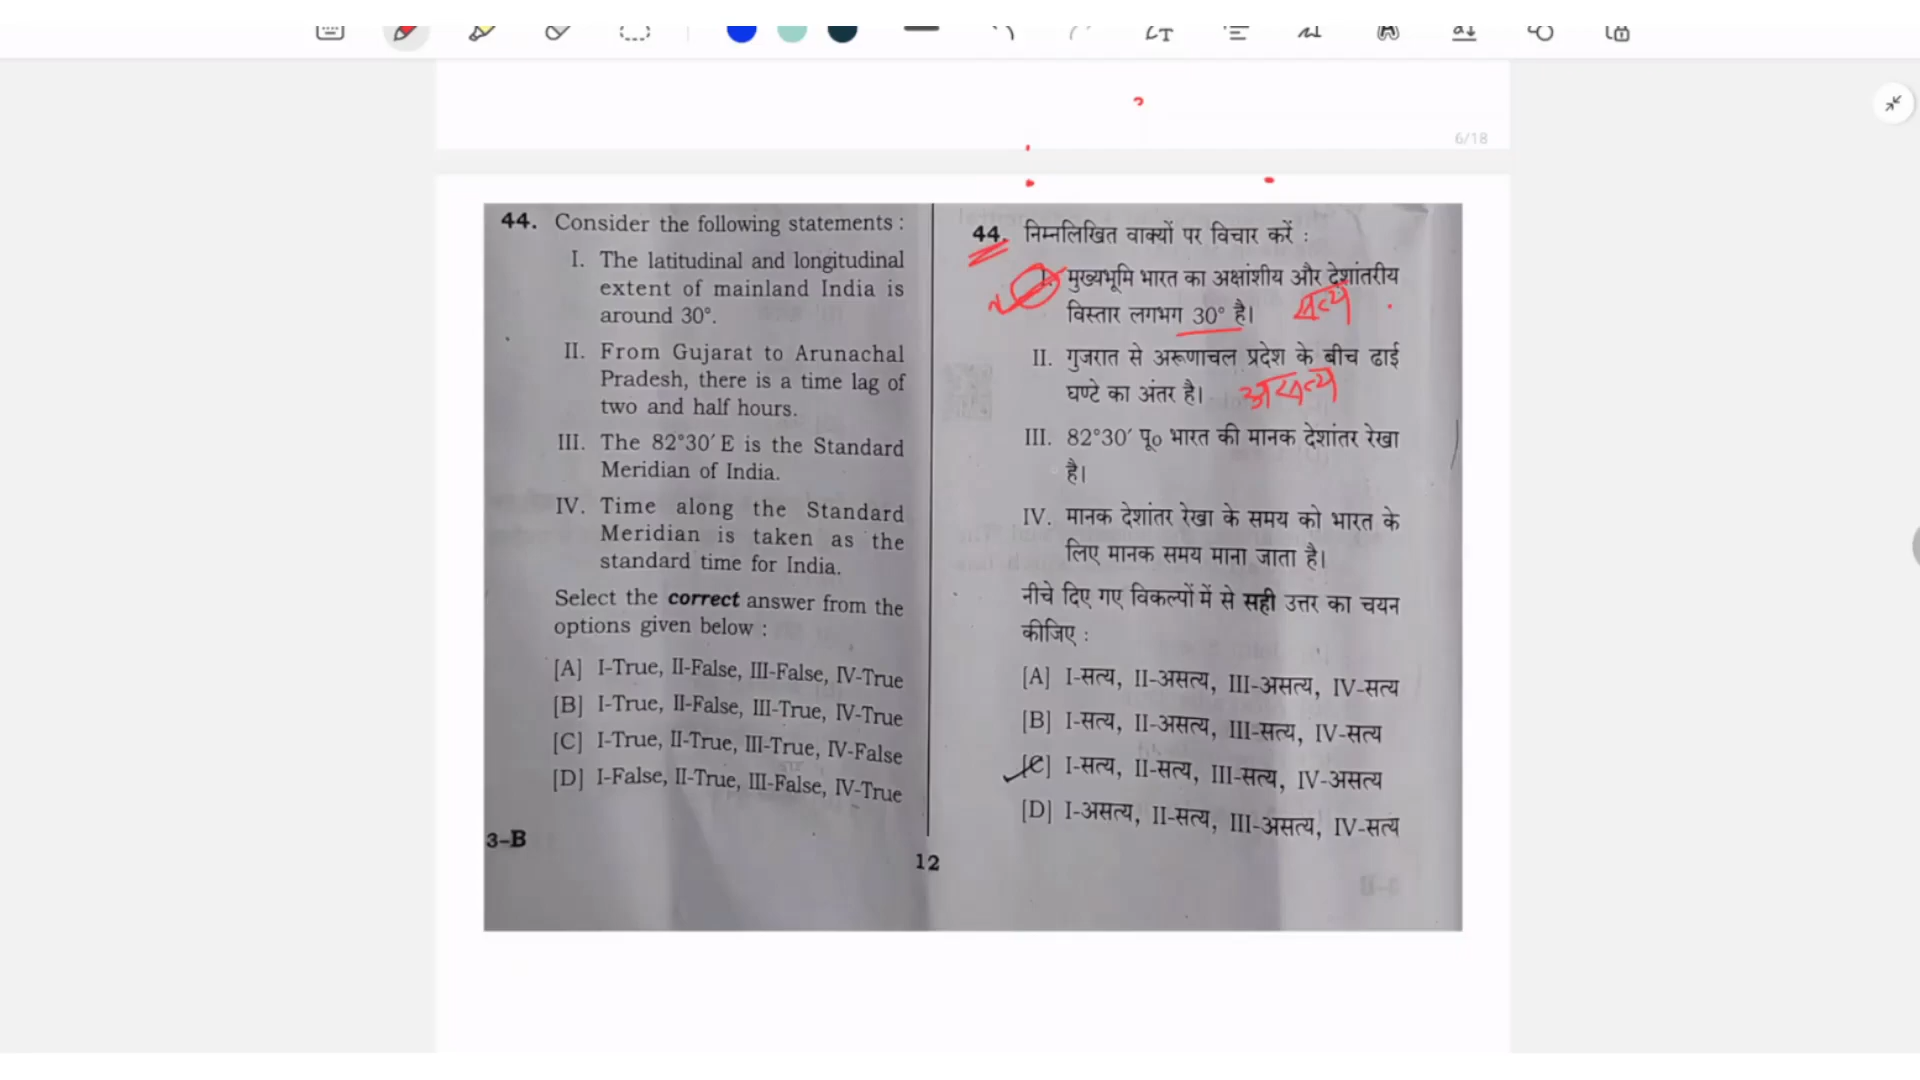 6/18
44. Consider the following statements :
I. The latitudinal and longitudinal
extent of mainland India is
around 30°.
II. From Gujarat to Arunachal
Pradesh, there is a time lag of
two and half hours.
III. The 82°30′ E is the Standard
Meridian of India.
IV. Time along the Standard
Meridian is taken as the
standard time for India.
Select the correct answer from the
options given below :
[A] I-True, II-False, III-False, IV-True
[B] I-True, II-False, III-True, IV-True
[C] I-True, II-True, III-True, IV-False
[D] I-False, II-True, III-False, IV-True
3-B
44. निम्नलिखित वाक्यों पर विचार करें :
I. मुख्यभूमि भारत का अक्षांशीय और देशांतरीय
विस्तार लगभग 30° है। सत्य
II. गुजरात से अरूणाचल प्रदेश के बीच ढाई
घण्टे का अंतर है। असत्य
III. 82°30′ पू० भारत की मानक देशांतर रेखा
है।
IV. मानक देशांतर रेखा के समय को भारत के
लिए मानक समय माना जाता है।
नीचे दिए गए विकल्पों में से सही उत्तर का चयन
कीजिए :
[A] I-सत्य, II-असत्य, III-असत्य, IV-सत्य
[B] I-सत्य, II-असत्य, III-सत्य, IV-सत्य
[C] I-सत्य, II-सत्य, III-सत्य, IV-असत्य
[D] I-असत्य, II-सत्य, III-असत्य, IV-सत्य
12